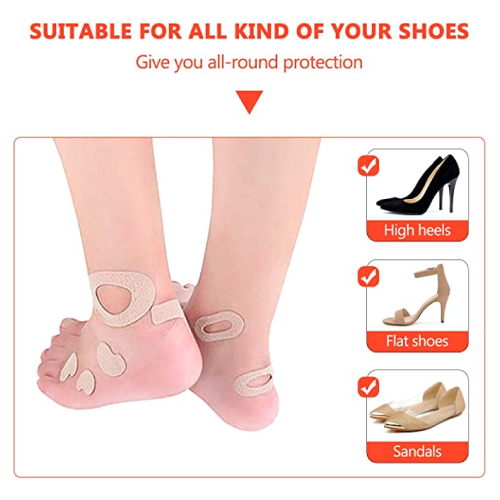 SUITABLE FOR ALL KIND OF YOUR SHOES
Give you all-round protection
High heels
Flat shoes
Sandals